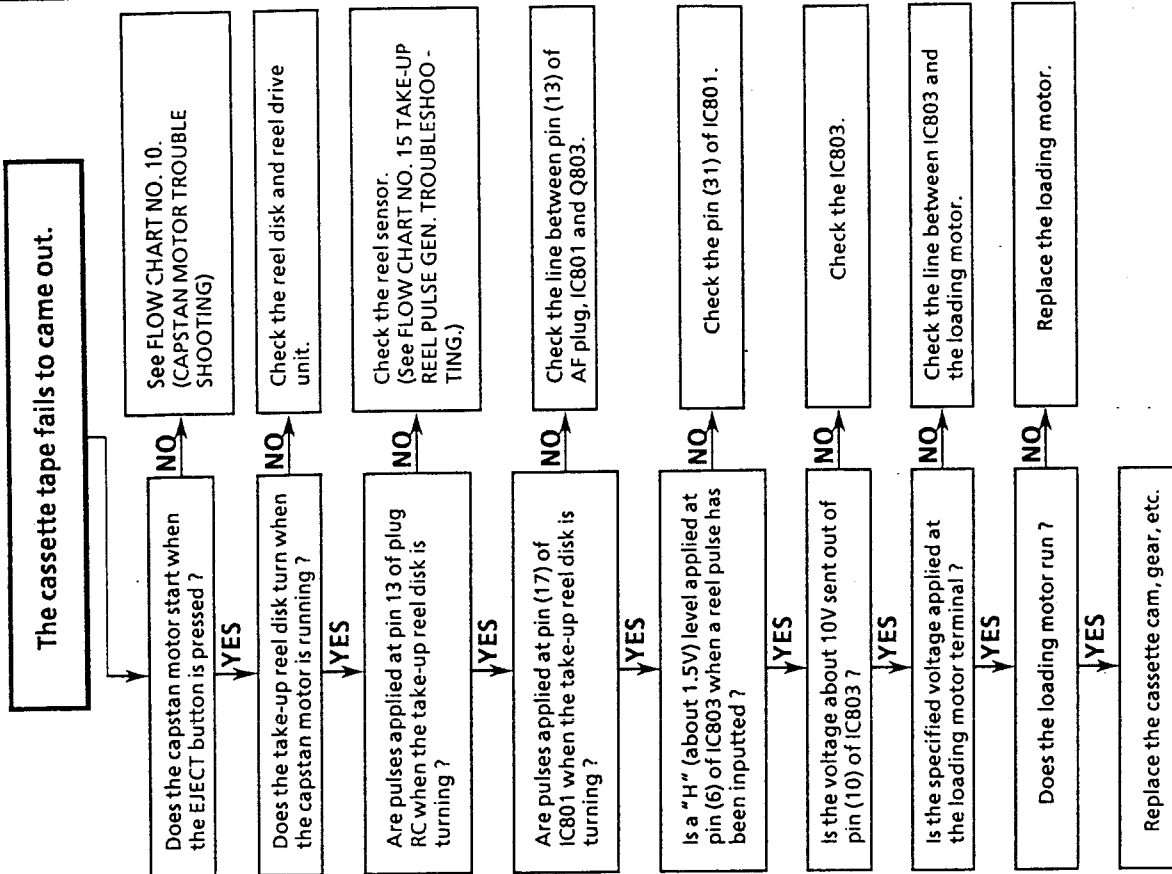 The cassette tape fails to came out.
Does the capstan motor start when
the EJECT button is pressed ?
NO
See FLOW CHART NO. 10.
(CAPSTAN MOTOR TROUBLE
SHOOTING)
YES
Does the take-up reel disk turn when
the capstan motor is running ?
NO
Check the reel disk and reel drive
unit.
YES
Are pulses applied at pin 13 of plug
RC when the take-up reel disk is
turning ?
NO
Check the reel sensor.
(See FLOW CHART NO. 15 TAKE-UP
REEL PULSE GEN. TROUBLESHOO -
TING.)
YES
Are pulses applied at pin (17) of
IC801 when the take-up reel disk is
turning ?
NO
Check the line between pin (13) of
AF plug, IC801 and Q803.
YES
Is a "H" (about 1.5V) level applied at
pin (6) of IC803 when a reel pulse has
been inputted ?
NO
Check the pin (31) of IC801.
YES
Is the voltage about 10V sent out of
pin (10) of IC803 ?
NO
Check the IC803.
YES
Is the specified voltage applied at
the loading motor terminal ?
NO
Check the line between IC803 and
the loading motor.
YES
Does the loading motor run ?
NO
Replace the loading motor.
YES
Replace the cassette cam, gear, etc.